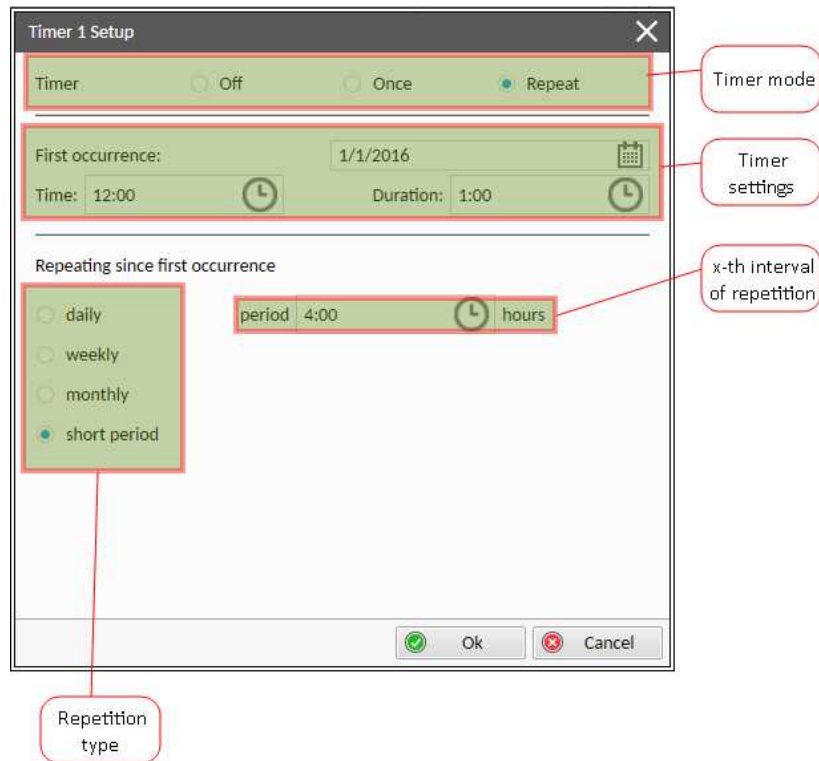 Timer 1 Setup
Timer Off Once Repeat
Timer mode
First occurrence: 1/1/2016
Time: 12:00 Duration: 1:00
Timer
settings
Repeating since first occurrence
x-th interval
of repetition
daily period 4:00 hours
weekly
monthly
short period
Ok Cancel
Repetition
type